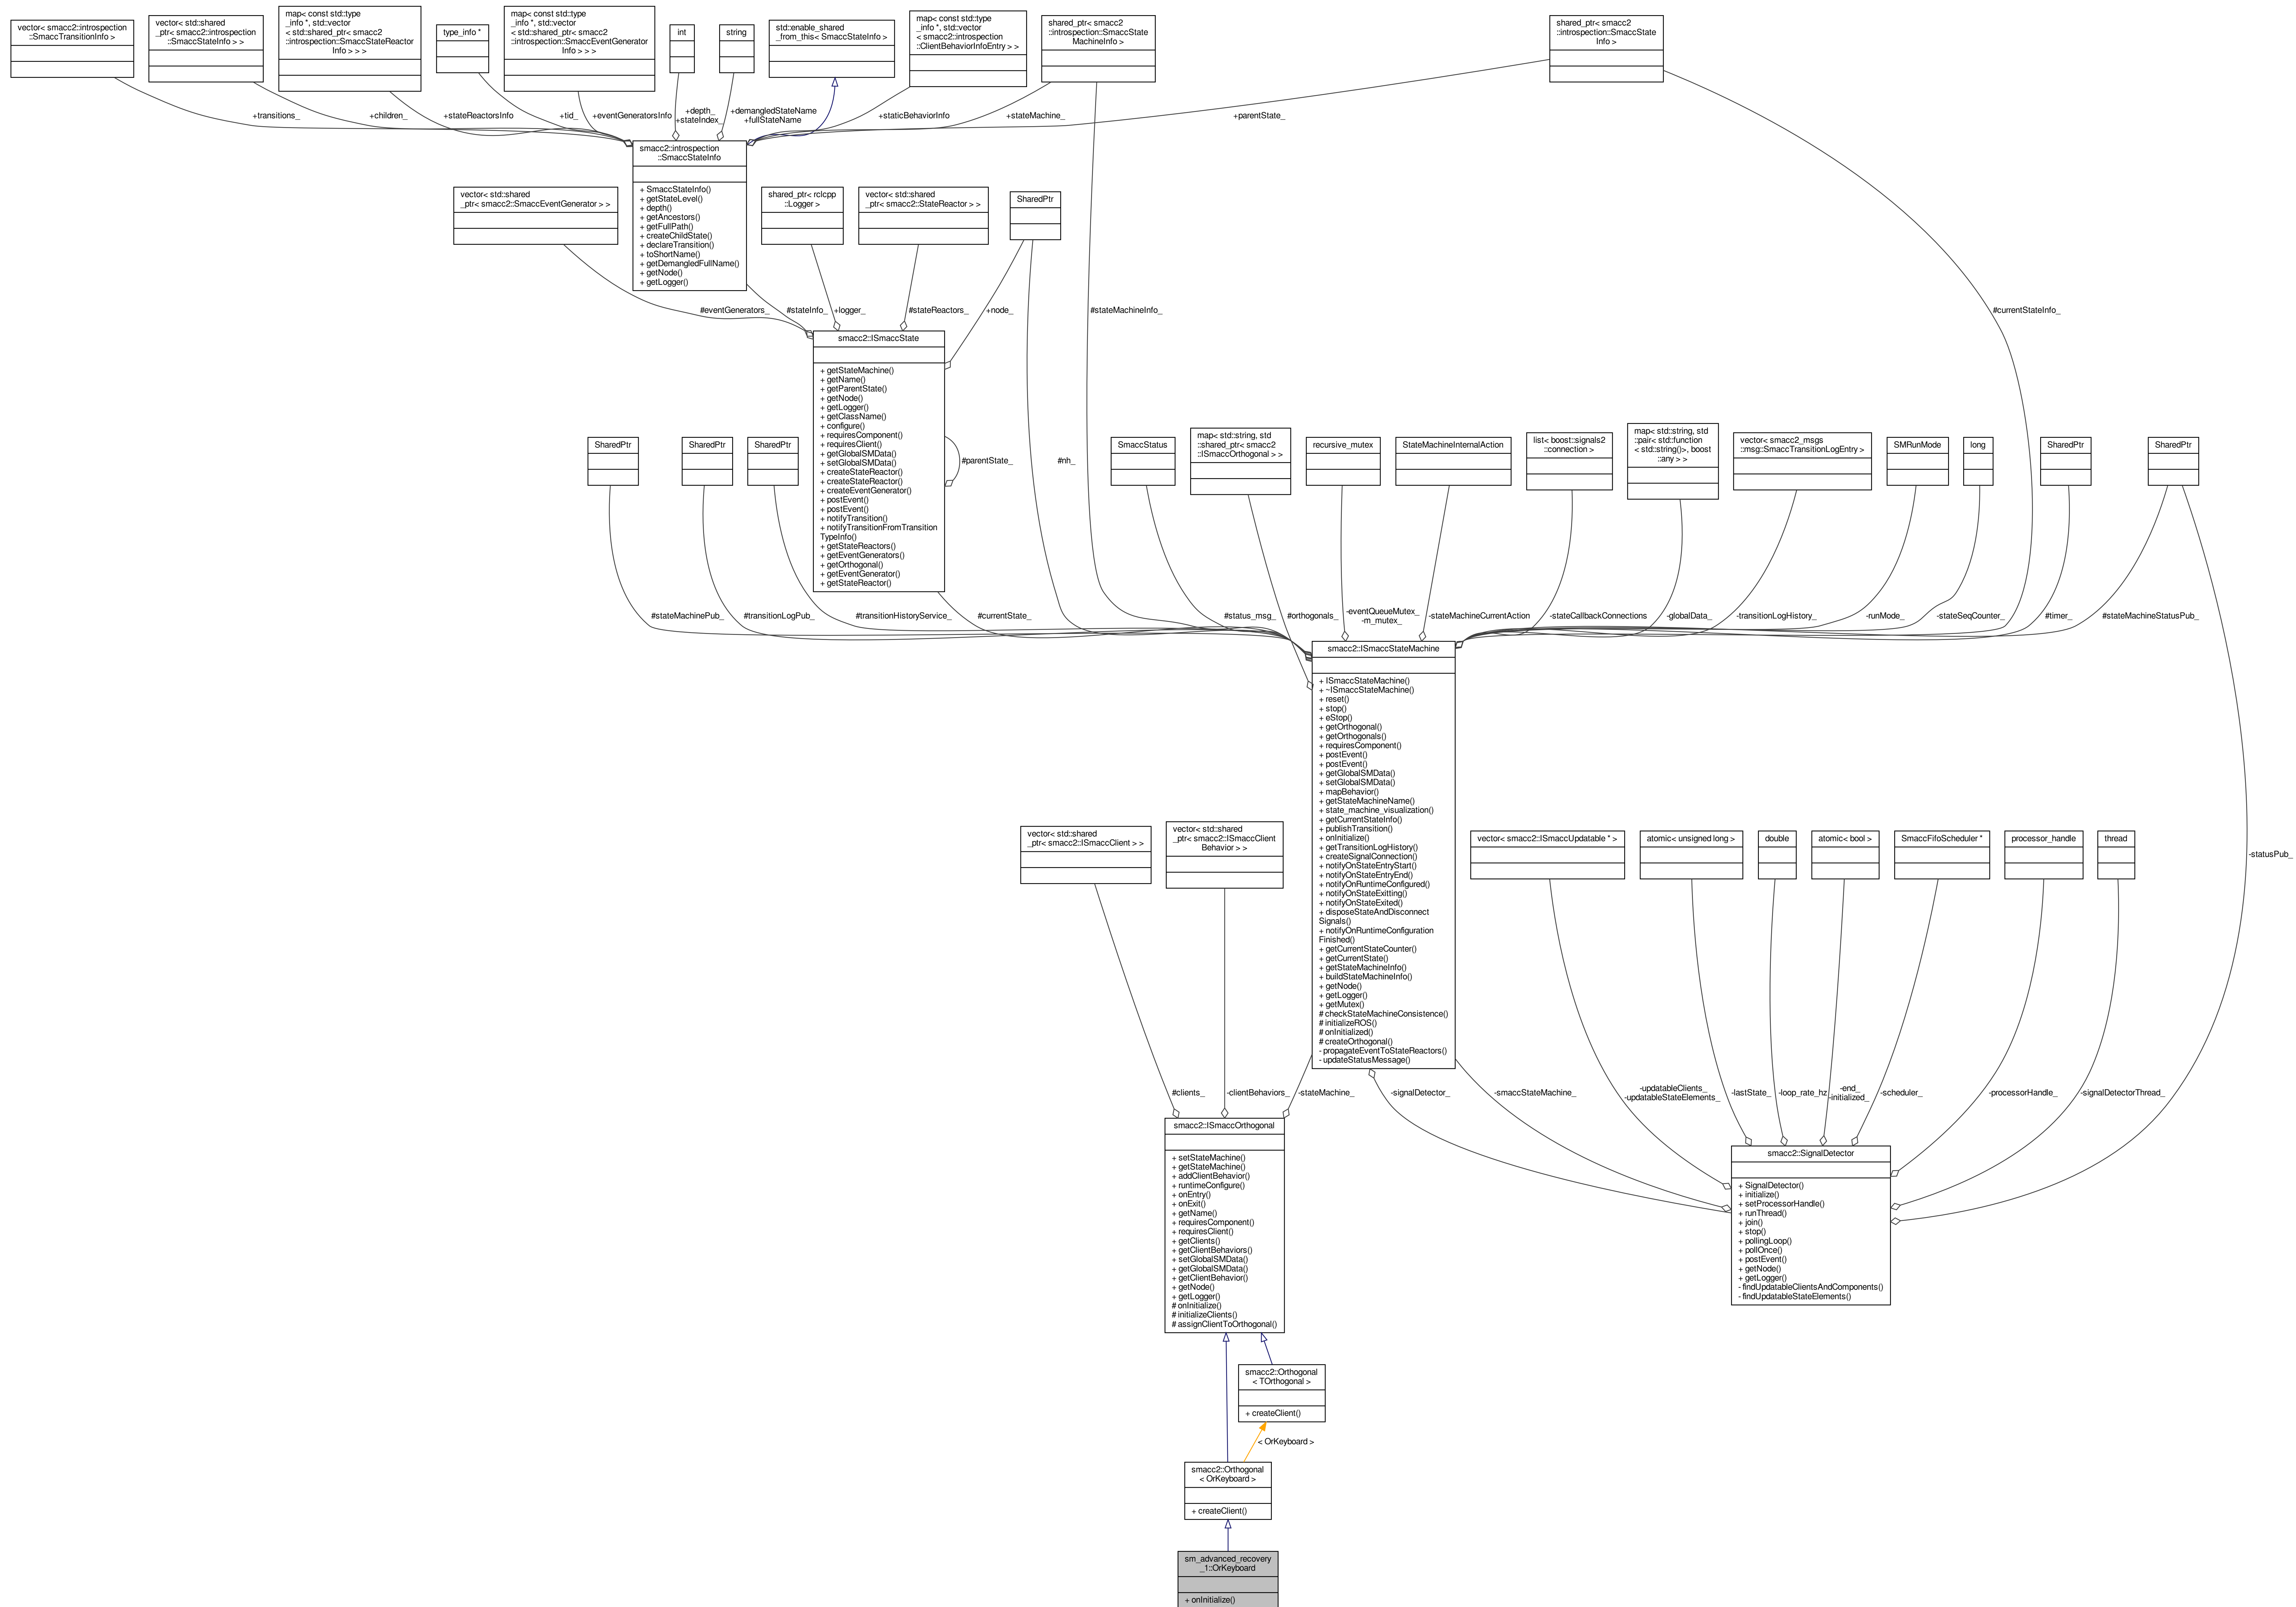 vector< smacc2::introspection
::SmaccTransitionInfo >
vector< std::shared
_ptr< smacc2::introspection
::SmaccStateInfo > >
map< const std::type
_info *, std::vector
< std::shared_ptr< smacc2
::introspection::SmaccStateReactor
Info > > >
type_info *
map< const std::type
_info *, std::vector
< std::shared_ptr< smacc2
::introspection::SmaccEventGenerator
Info > > >
int
string
std::enable_shared
_from_this< SmaccStateInfo >
map< const std::type
_info *, std::vector
< smacc2::introspection
::ClientBehaviorInfoEntry > >
shared_ptr< smacc2
::introspection::SmaccState
MachineInfo >
shared_ptr< smacc2
::introspection::SmaccState
Info >
+transitions_
+children_
+stateReactorsInfo
+tid_
+eventGeneratorsInfo
+depth_
+stateIndex_
+demangledStateName
+fullStateName
+staticBehaviorInfo
+stateMachine_
+parentState_
smacc2::introspection
::SmaccStateInfo
+ SmaccStateInfo()
+ getStateLevel()
+ depth()
+ getAncestors()
+ getFullPath()
+ createChildState()
+ declareTransition()
+ toShortName()
+ getDemangledFullName()
+ getNode()
+ getLogger()
vector< std::shared
_ptr< smacc2::SmaccEventGenerator > >
shared_ptr< rclcpp
::Logger >
vector< std::shared
_ptr< smacc2::StateReactor > >
SharedPtr
#eventGenerators_
#stateInfo_
+logger_
#stateReactors_
+node_
#stateMachineInfo_
#currentStateInfo_
smacc2::ISmaccState
+ getStateMachine()
+ getName()
+ getParentState()
+ getNode()
+ getLogger()
+ getClassName()
+ configure()
+ requiresComponent()
+ requiresClient()
+ getGlobalSMData()
+ setGlobalSMData()
+ createStateReactor()
+ createStateReactor()
+ createEventGenerator()
+ postEvent()
+ postEvent()
+ notifyTransition()
+ notifyTransitionFromTransition
TypeInfo()
+ getStateReactors()
+ getEventGenerators()
+ getOrthogonal()
+ getEventGenerator()
+ getStateReactor()
#parentState_
#nh_
SharedPtr
SharedPtr
SharedPtr
SmaccStatus
map< std::string, std
::shared_ptr< smacc2
::ISmaccOrthogonal > >
recursive_mutex
StateMachineInternalAction
list< boost::signals2
::connection >
map< std::string, std
::pair< std::function
< std::string()>, boost
::any > >
vector< smacc2_msgs
::msg::SmaccTransitionLogEntry >
SMRunMode
long
SharedPtr
SharedPtr
#stateMachinePub_
#transitionLogPub_
#transitionHistoryService_
#currentState_
#status_msg_
#orthogonals_
-eventQueueMutex_
-m_mutex_
-stateMachineCurrentAction
-stateCallbackConnections
-globalData_
-transitionLogHistory_
-runMode_
-stateSeqCounter_
#timer_
#stateMachineStatusPub_
smacc2::ISmaccStateMachine
+ ISmaccStateMachine()
+ ~ISmaccStateMachine()
+ reset()
+ stop()
+ eStop()
+ getOrthogonal()
+ getOrthogonals()
+ requiresComponent()
+ postEvent()
+ postEvent()
+ getGlobalSMData()
+ setGlobalSMData()
+ mapBehavior()
+ getStateMachineName()
+ state_machine_visualization()
+ getCurrentStateInfo()
+ publishTransition()
+ onInitialize()
+ getTransitionLogHistory()
+ createSignalConnection()
+ notifyOnStateEntryStart()
+ notifyOnStateEntryEnd()
+ notifyOnRuntimeConfigured()
+ notifyOnStateExitting()
+ notifyOnStateExited()
+ disposeStateAndDisconnect
Signals()
+ notifyOnRuntimeConfiguration
Finished()
+ getCurrentStateCounter()
+ getCurrentState()
+ getStateMachineInfo()
+ buildStateMachineInfo()
+ getNode()
+ getLogger()
+ getMutex()
# checkStateMachineConsistence()
# initializeROS()
# onInitialized()
# createOrthogonal()
- propagateEventToStateReactors()
- updateStatusMessage()
vector< std::shared
_ptr< smacc2::ISmaccClient > >
vector< std::shared
_ptr< smacc2::ISmaccClient
Behavior > >
vector< smacc2::ISmaccUpdatable * >
atomic< unsigned long >
double
atomic< bool >
SmaccFifoScheduler *
processor_handle
thread
-statusPub_
#clients_
-clientBehaviors_
-stateMachine_
-signalDetector_
-smaccStateMachine_
-updatableClients_
-updatableStateElements_
-lastState_
-loop_rate_hz
-end_
-initialized_
-scheduler_
-processorHandle_
-signalDetectorThread_
smacc2::ISmaccOrthogonal
+ setStateMachine()
+ getStateMachine()
+ addClientBehavior()
+ runtimeConfigure()
+ onEntry()
+ onExit()
+ getName()
+ requiresComponent()
+ requiresClient()
+ getClients()
+ getClientBehaviors()
+ setGlobalSMData()
+ getGlobalSMData()
+ getClientBehavior()
+ getNode()
+ getLogger()
# onInitialize()
# initializeClients()
# assignClientToOrthogonal()
smacc2::SignalDetector
+ SignalDetector()
+ initialize()
+ setProcessorHandle()
+ runThread()
+ join()
+ stop()
+ pollingLoop()
+ pollOnce()
+ postEvent()
+ getNode()
+ getLogger()
- findUpdatableClientsAndComponents()
- findUpdatableStateElements()
smacc2::Orthogonal
< TOrthogonal >
+ createClient()
< OrKeyboard >
smacc2::Orthogonal
< OrKeyboard >
+ createClient()
sm_advanced_recovery
_1::OrKeyboard
+ onInitialize()